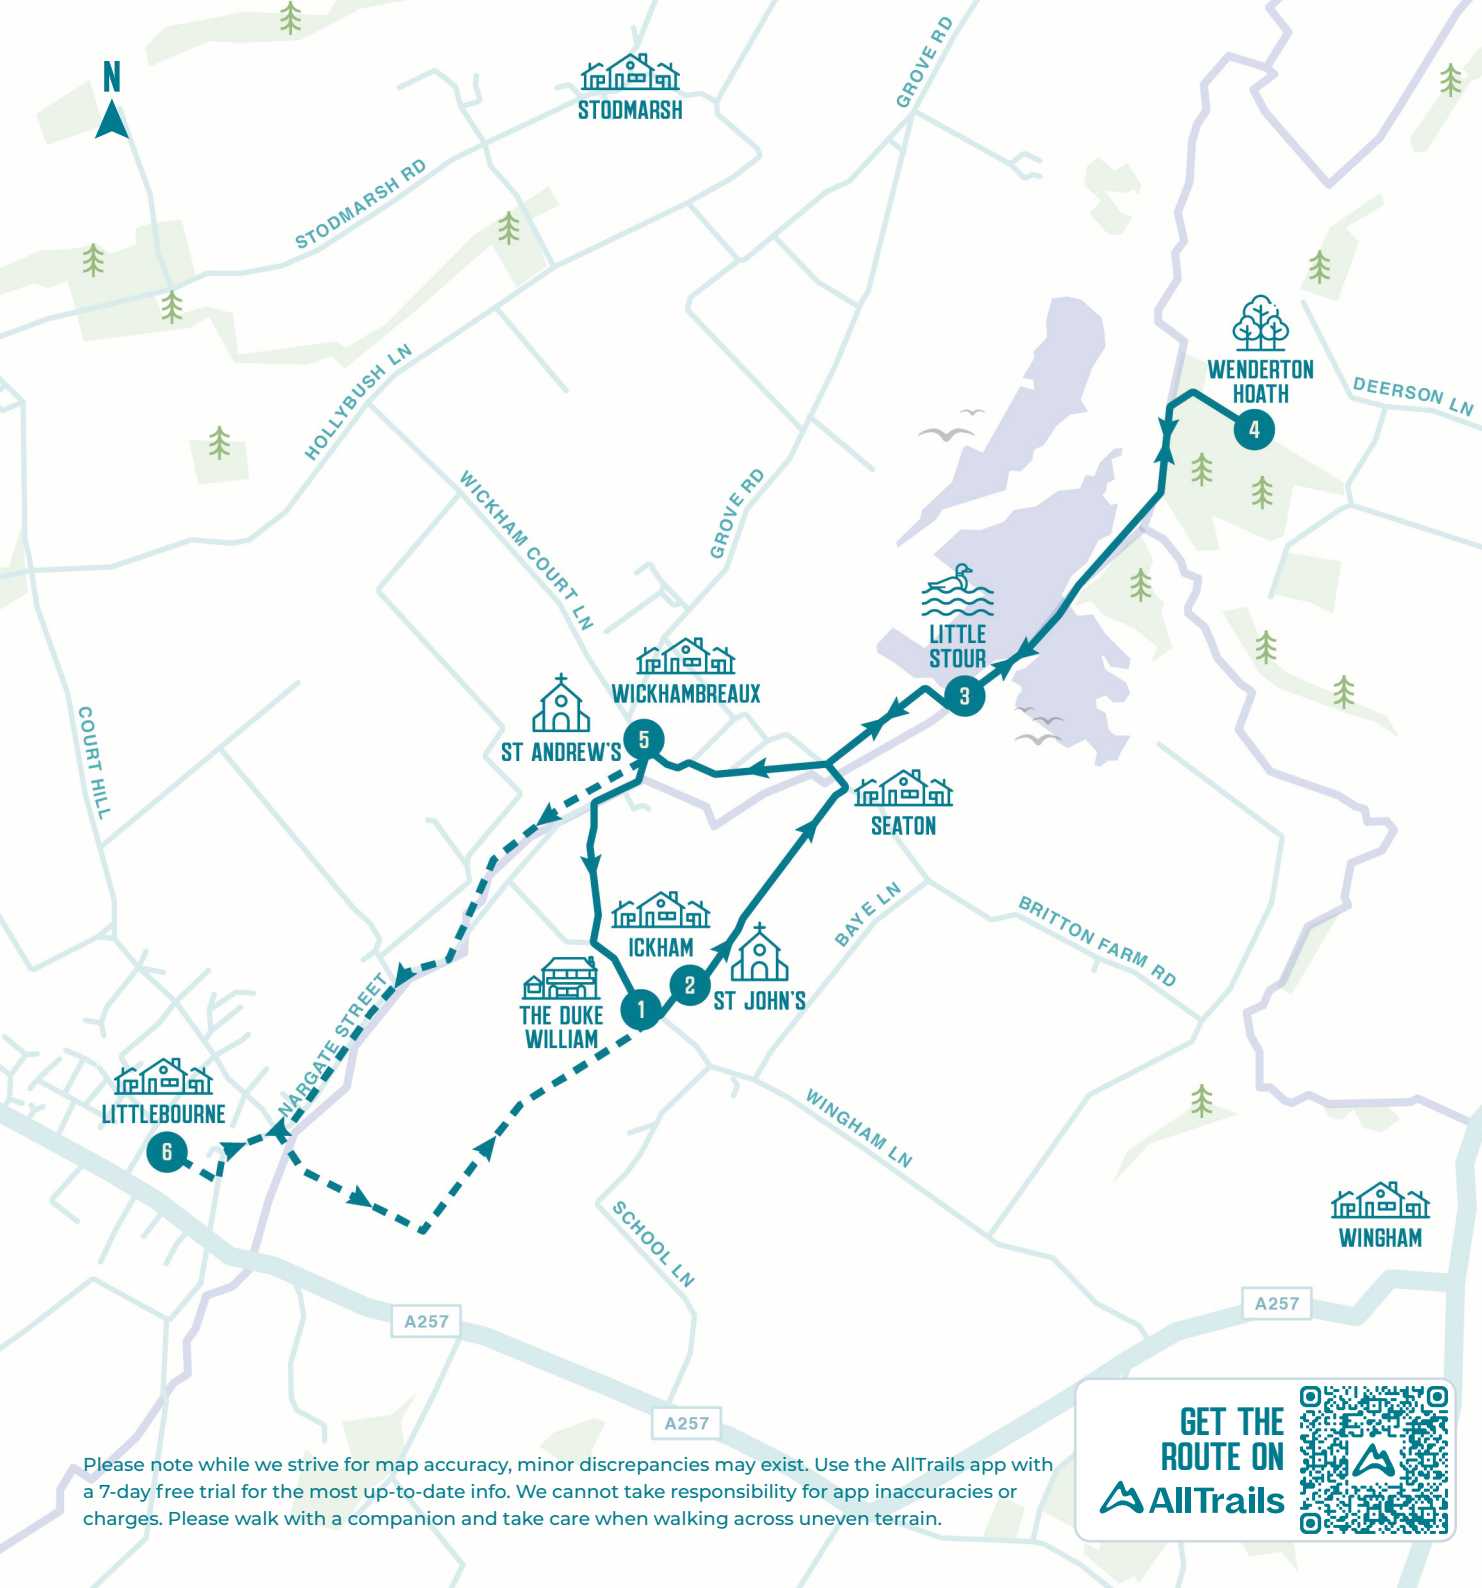 N
STODMARSH
GROVE RD
STODMARSH RD
WENDERTON
HOATH
4
DEERSON LN
HOLLYBUSH LN
WICKHAM COURT LN
GROVE RD
LITTLE
STOUR
3
WICKHAMBREAUX
5
ST ANDREW'S
COURT HILL
SEATON
BAYE LN
BRITTON FARM RD
ICKHAM
2
ST JOHN'S
THE DUKE
WILLIAM
1
NARGATE STREET
LITTLEBOURNE
6
WINGHAM LN
SCHOOL LN
WINGHAM
A257
A257
A257
GET THE
ROUTE ON
AllTrails
Please note while we strive for map accuracy, minor discrepancies may exist. Use the AllTrails app with
a 7-day free trial for the most up-to-date info. We cannot take responsibility for app inaccuracies or
charges. Please walk with a companion and take care when walking across uneven terrain.